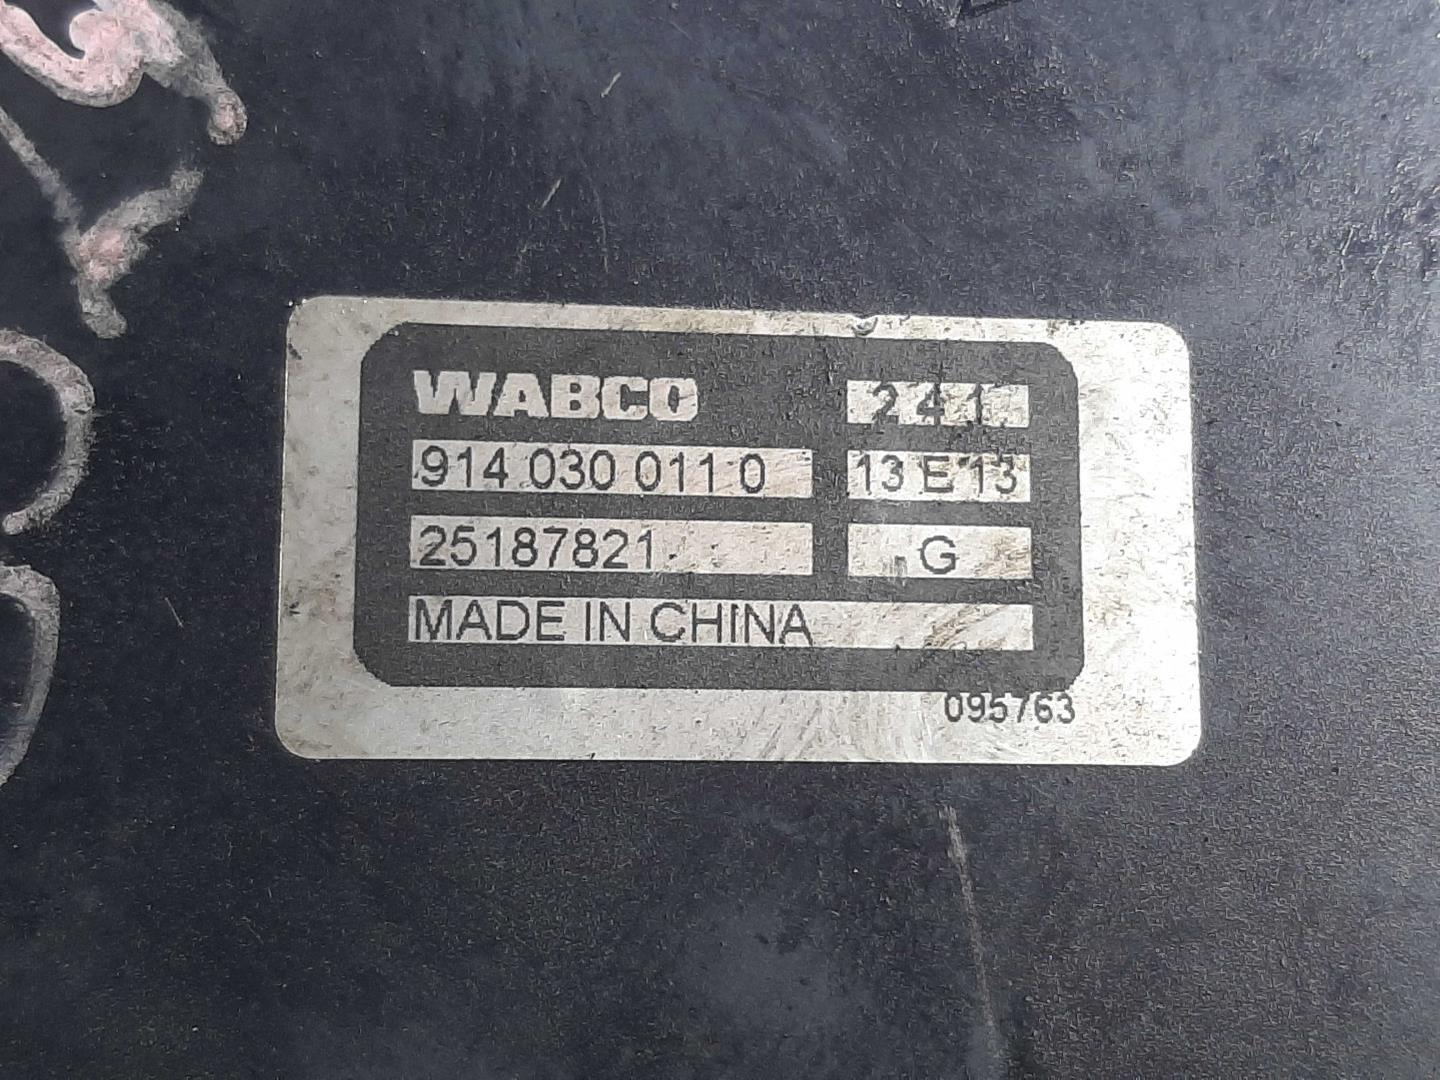 WABCO 241
914 030 011 0 13 E 13
25187821 G
MADE IN CHINA
095763